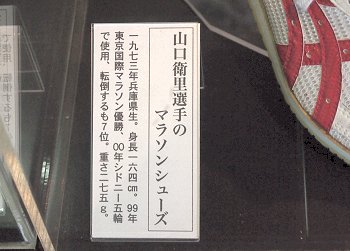 山口衛里選手の
マラソンシューズ
一九七三年兵庫県生。身長一六四㎝。99年
東京国際マラソン優勝、00年シドニー五輪
で使用、転倒するも7位。重さ二七五g。